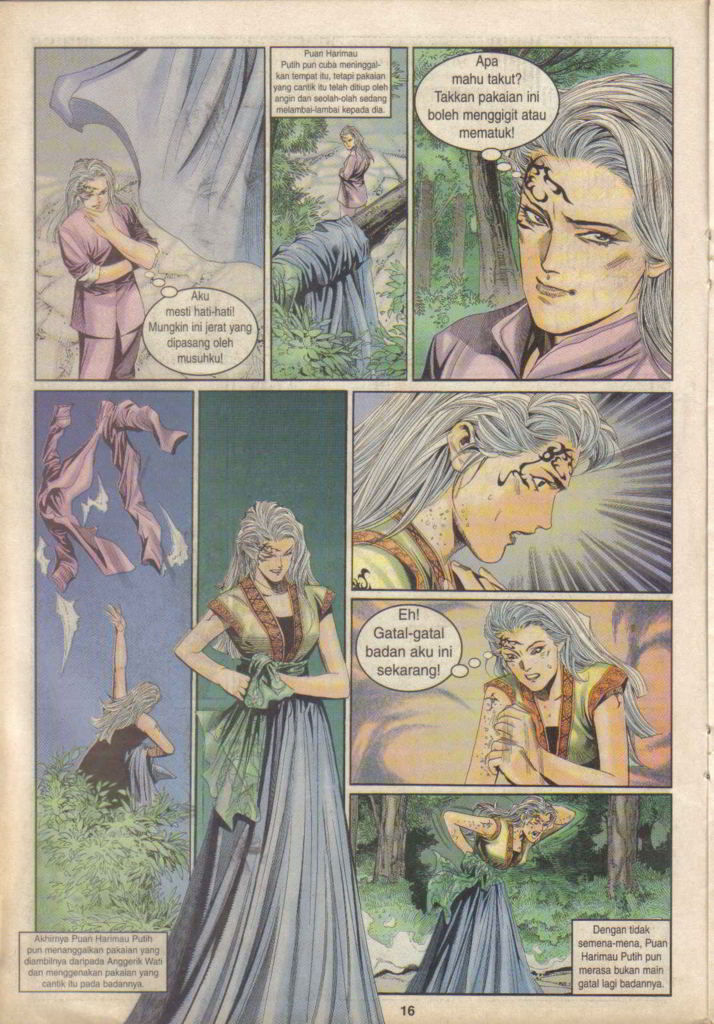 Aku
mesti hati-hati!
Mungkin ini jerat yang
dipasang oleh
musuhku!
Puan Harimau
Putih pun cuba meninggal-
kan tempat itu, tetapi pakaian
yang cantik itu telah ditiup oleh
angin dan seolah-olah sedang
melambai-lambai kepada dia.
Apa
mahu takut?
Takkan pakaian ini
boleh menggigit atau
mematuk!
Akhirnya Puan Harimau Putih
pun menanggalkan pakaian yang
diambilnya daripada Anggerik Wati
dan menggenakan pakaian yang
cantik itu pada badannya.
Eh!
Gatal-gatal
badan aku ini
sekarang!
Dengan tidak
semena-mena, Puan
Harimau Putih pun
merasa bukan main
gatal lagi badannya.
16